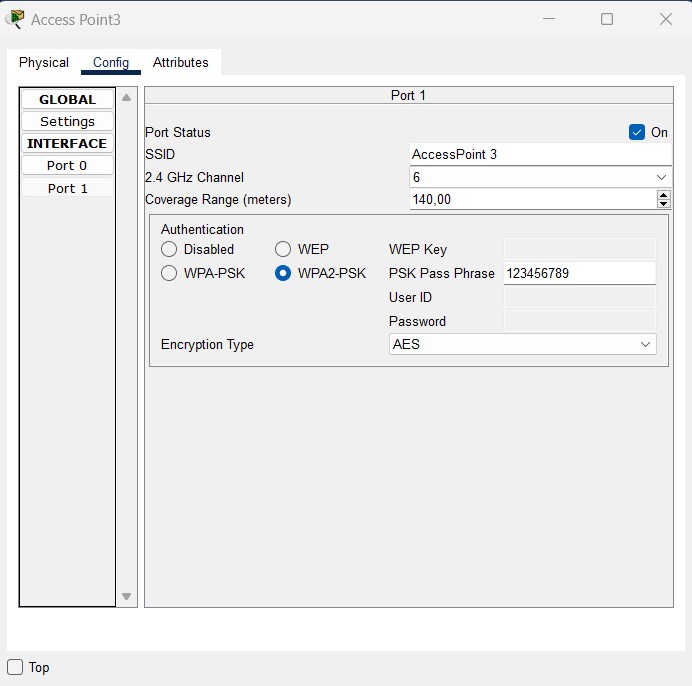 Access Point3
Physical Config Attributes
GLOBAL
Settings
INTERFACE
Port 0
Port 1
Port 1
Port Status On
SSID AccessPoint 3
2.4 GHz Channel 6
Coverage Range (meters) 140,00
Authentication
Disabled WEP WEP Key
WPA-PSK WPA2-PSK PSK Pass Phrase 123456789
User ID
Password
Encryption Type AES
Top